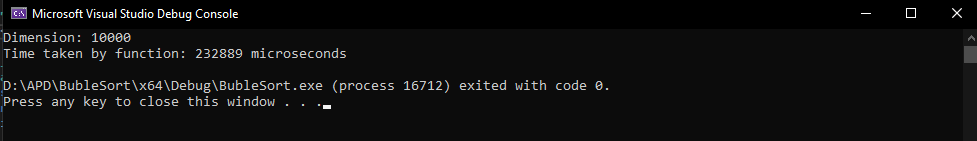 Microsoft Visual Studio Debug Console
Dimension: 10000
Time taken by function: 232889 microseconds
D:\APD\BubleSort\x64\Debug\BubleSort.exe (process 16712) exited with code 0.
Press any key to close this window . . .